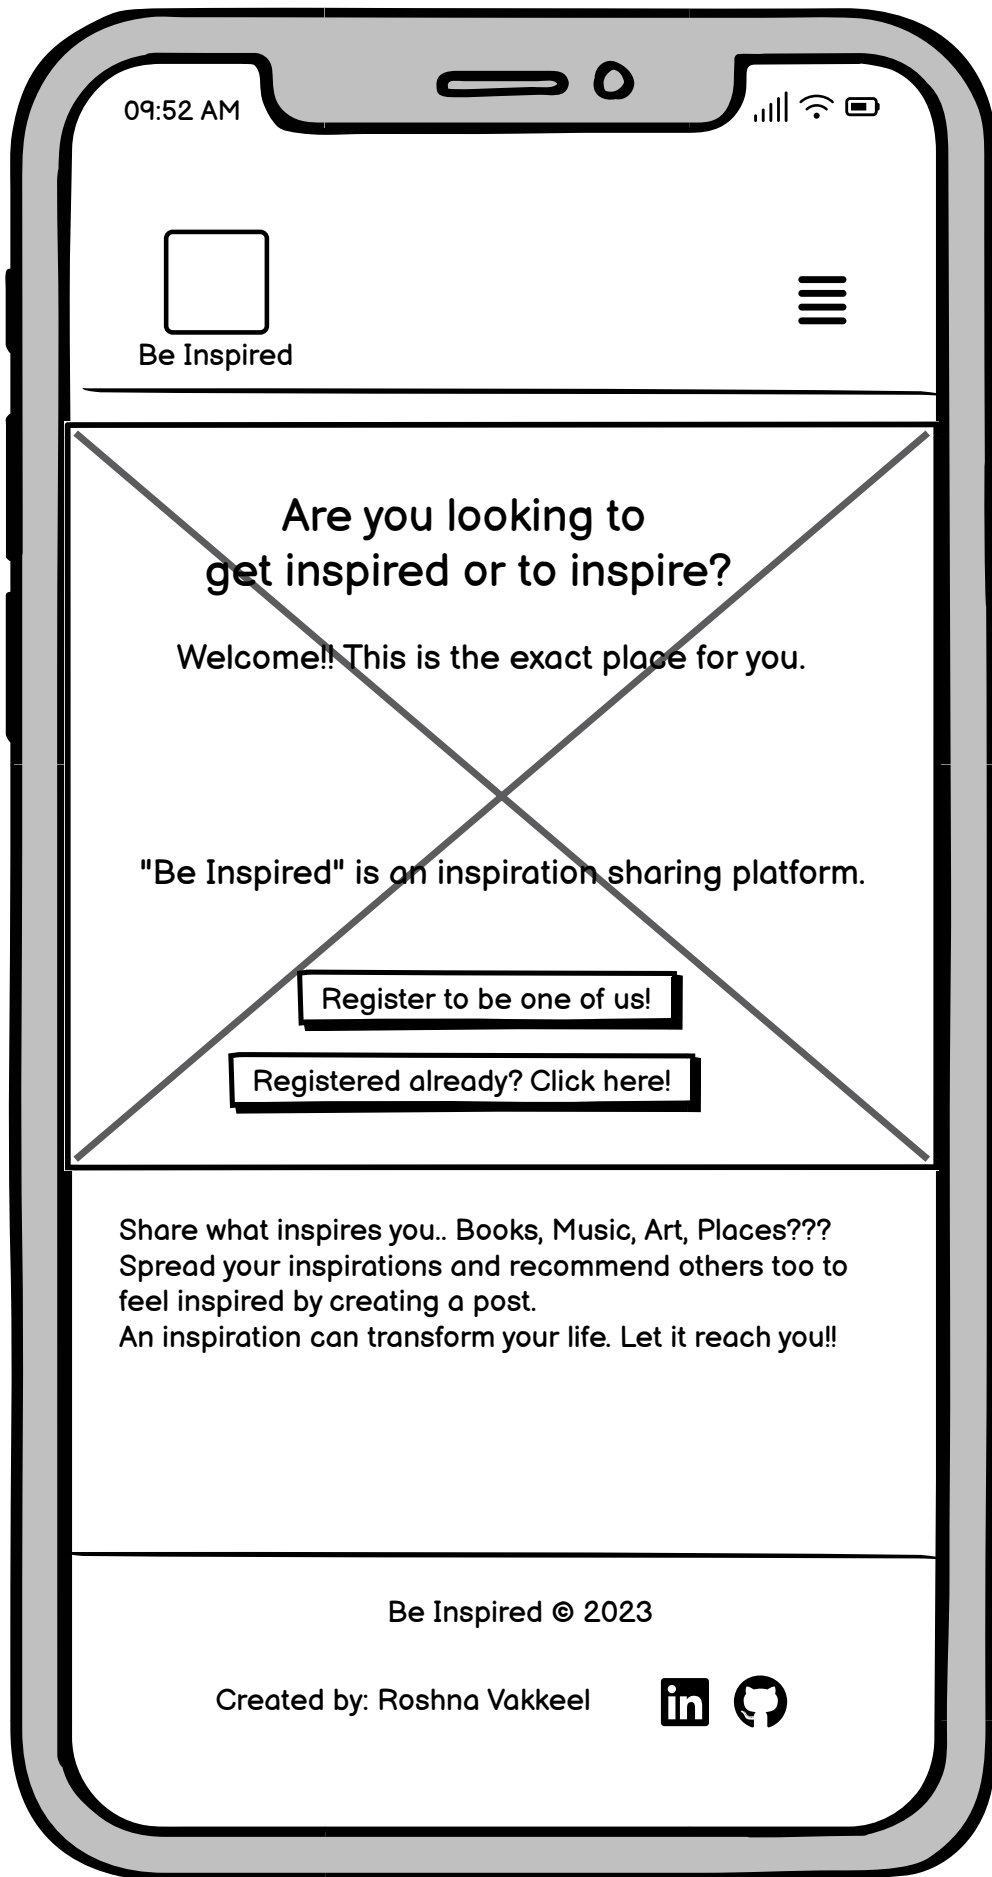 09:52 AM
Be Inspired
Are you looking to
get inspired or to inspire?
Welcome!! This is the exact place for you.
"Be Inspired" is an inspiration sharing platform.
Register to be one of us!
Registered already? Click here!
Share what inspires you.. Books, Music, Art, Places???
Spread your inspirations and recommend others too to
feel inspired by creating a post.
An inspiration can transform your life. Let it reach you!!
Be Inspired © 2023
Created by: Roshna Vakkeel
in